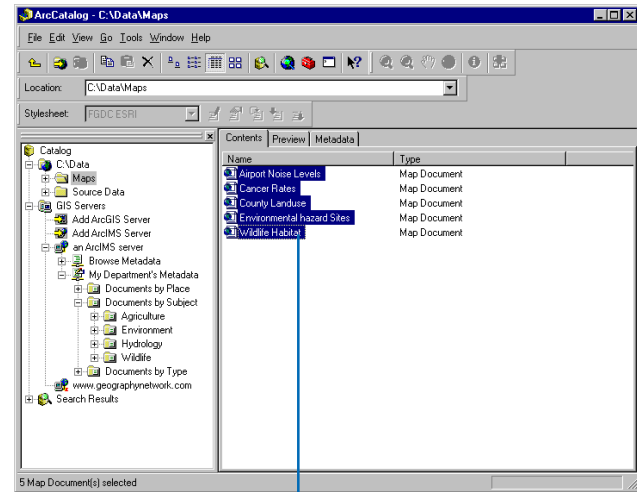 ArcCatalog - C:\Data\Maps
File Edit View Go Tools Window Help
Location: C:\Data\Maps
Stylesheet: FGDC ESRI
Contents Preview Metadata
Catalog
C:\Data
Maps
Source Data
GIS Servers
Add ArcGIS Server
Add ArcIMS Server
an ArcIMS server
Browse Metadata
My Department's Metadata
Documents by Place
Documents by Subject
Agriculture
Environment
Hydrology
Wildlife
Documents by Type
www.geographynetwork.com
Search Results
Name Type
Airport Noise Levels Map Document
Cancer Rates Map Document
County Landuse Map Document
Environmental hazard Sites Map Document
Wildlife Habitat Map Document
5 Map Document(s) selected